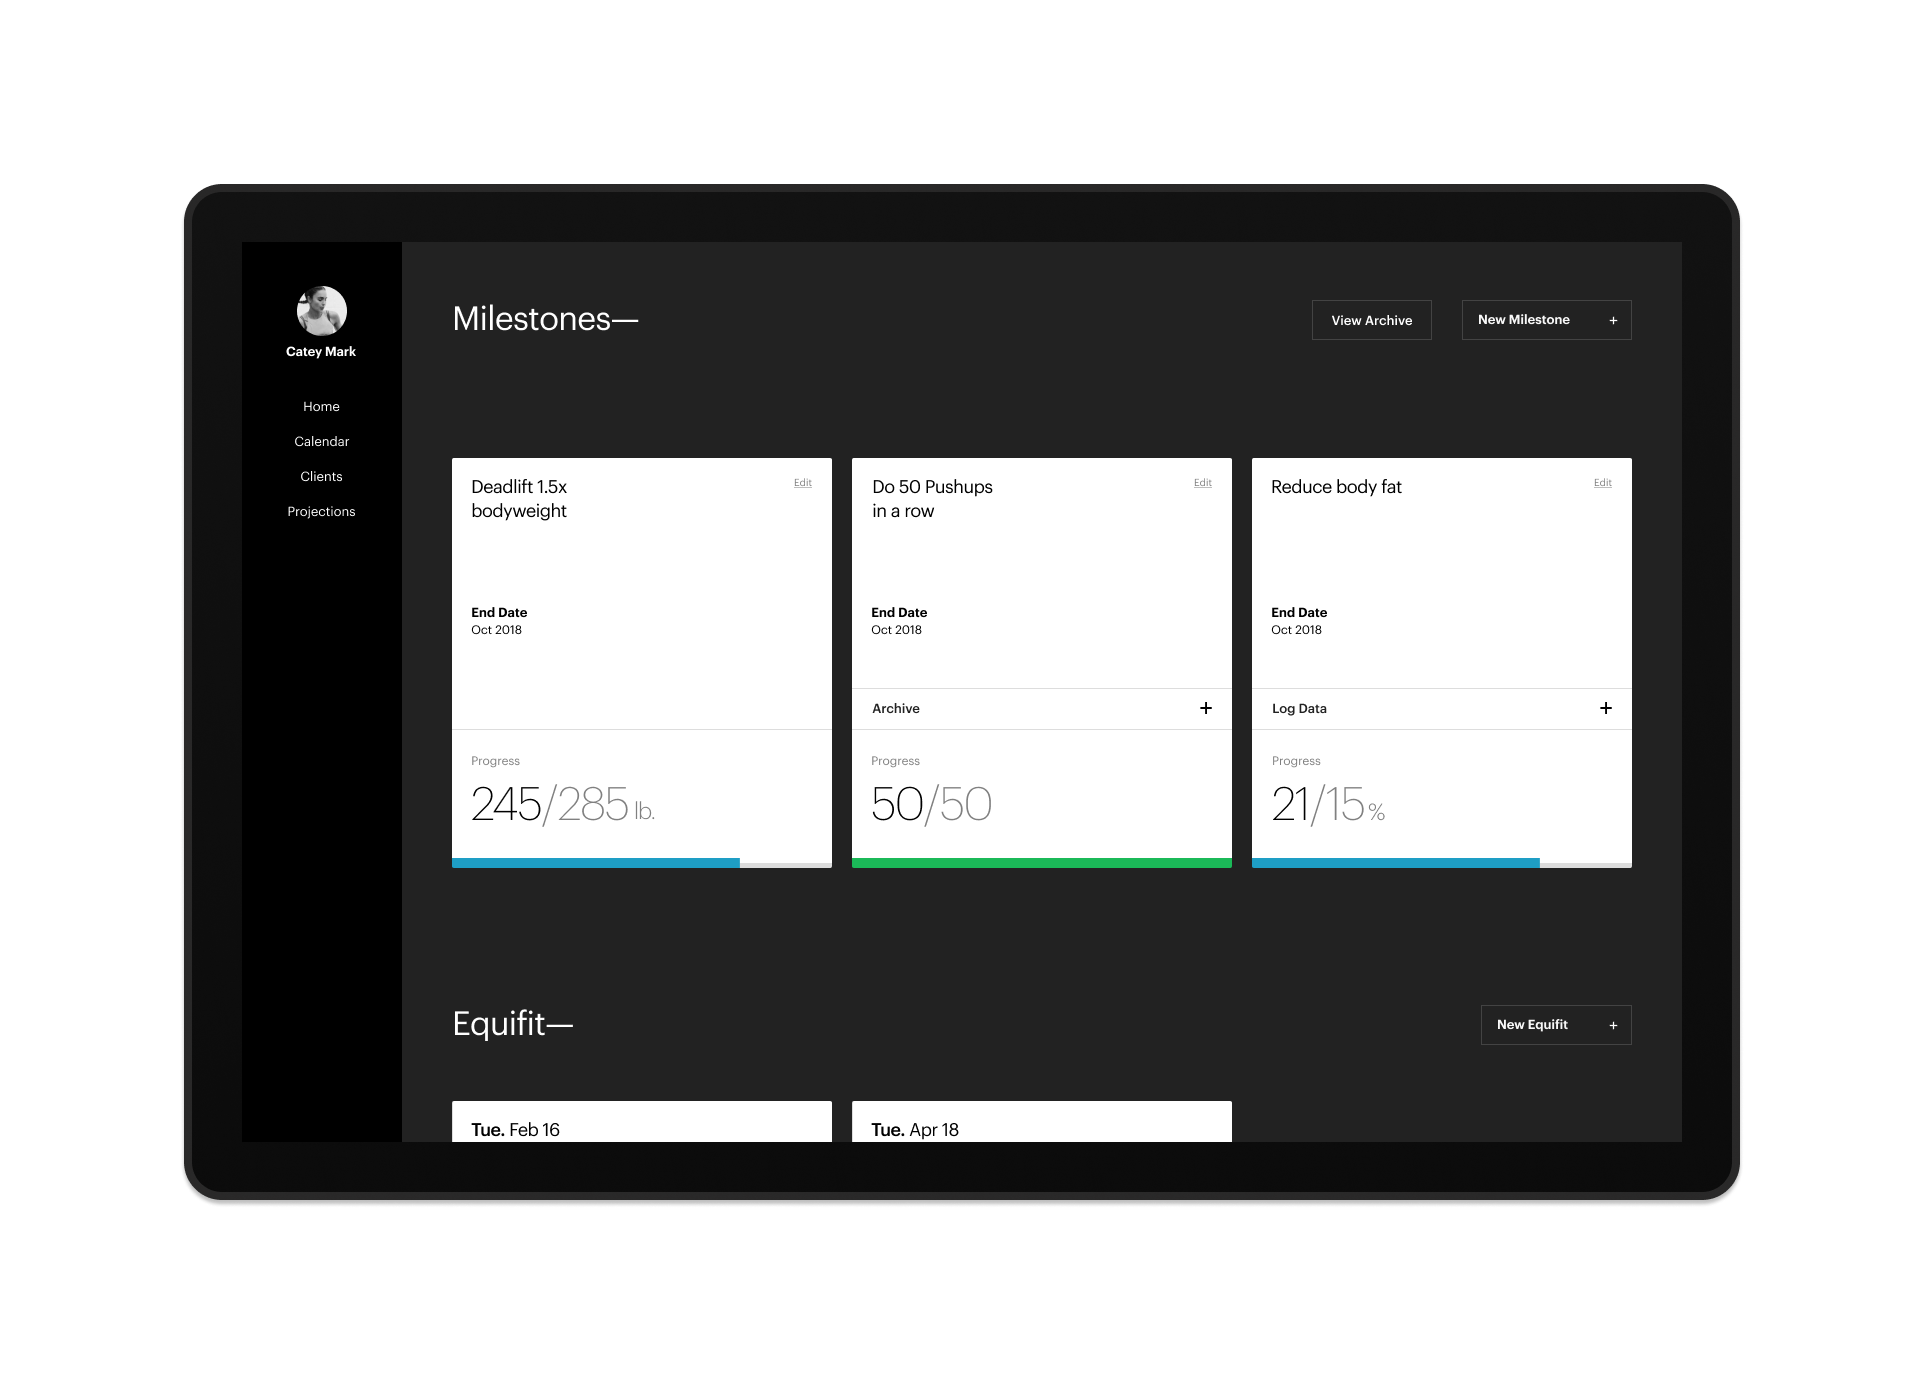 Catey Mark
Home
Calendar
Clients
Projections
Milestones—
View Archive
New Milestone +
Deadlift 1.5x
bodyweight
Edit
End Date
Oct 2018
Progress
245/285 lb.
Do 50 Pushups
in a row
Edit
End Date
Oct 2018
Archive +
Progress
50/50
Reduce body fat
Edit
End Date
Oct 2018
Log Data +
Progress
21/15 %
Equifit—
New Equifit +
Tue. Feb 16
Tue. Apr 18